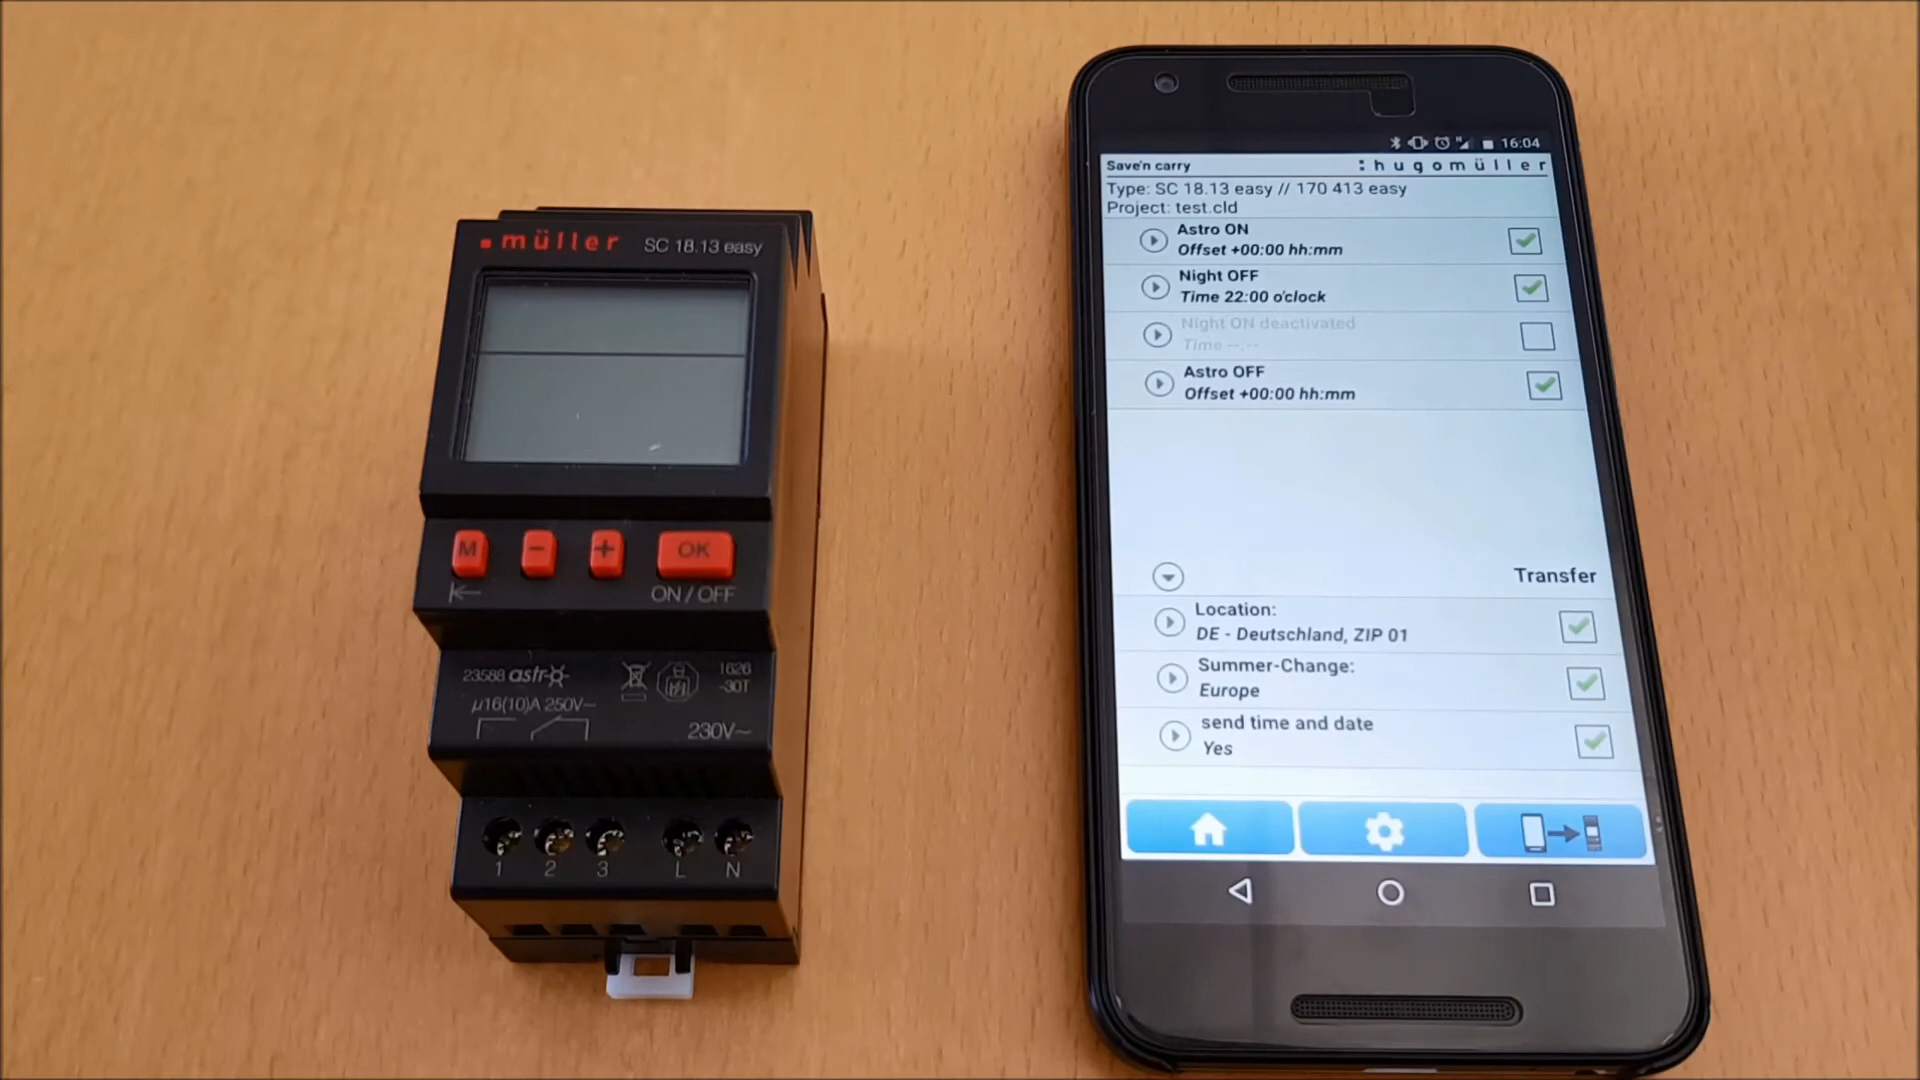 müller SC 18.13 easy
M - + OK
ON / OFF
23588 astro
1626
-30T
µ16(10)A 250V~
230V~
1 2 3 L N
16:04
Save'n carry
:hugomüller
Type: SC 18.13 easy // 170 413 easy
Project: test.cld
Astro ON
Offset +00:00 hh:mm
Night OFF
Time 22:00 o'clock
Night ON deactivated
Time --.--
Astro OFF
Offset +00:00 hh:mm
Transfer
Location:
DE - Deutschland, ZIP 01
Summer-Change:
Europe
send time and date
Yes